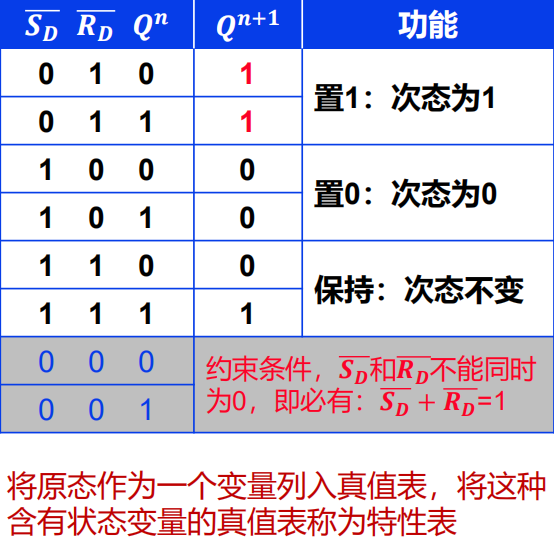 $\overline{S_D}$ $\overline{R_D}$ $Q^n$ $Q^{n+1}$ 功能
0 1 0 1
置1：次态为1
0 1 1 1
1 0 0 0
置0：次态为0
1 0 1 0
1 1 0 0
保持：次态不变
1 1 1 1
0 0 0
0 0 1
约束条件，$\overline{S_D}$和$\overline{R_D}$不能同时
为0，即必有：$\overline{S_D}+\overline{R_D}$=1
将原态作为一个变量列入真值表，将这种
含有状态变量的真值表称为特性表